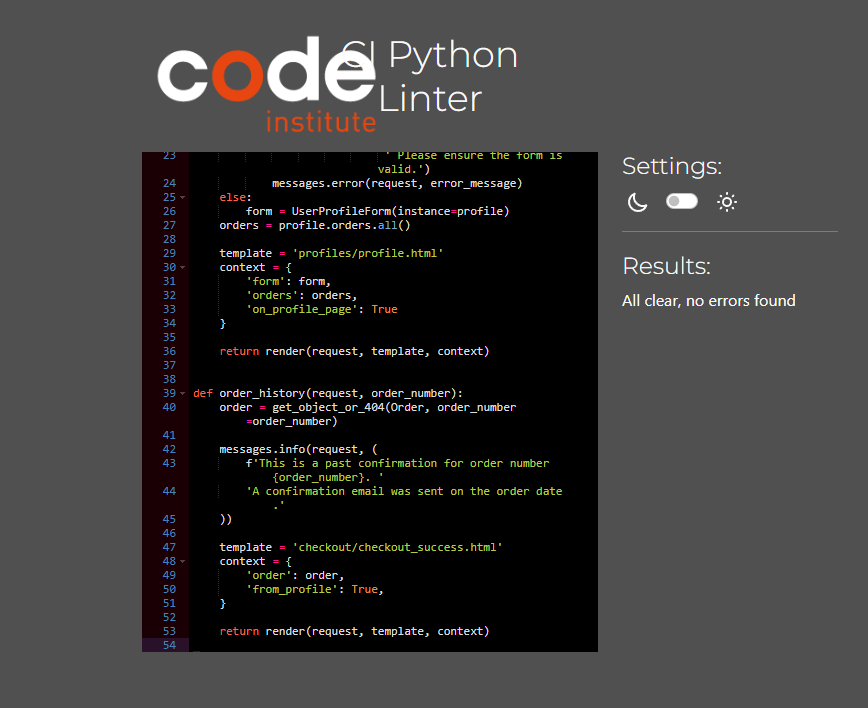 code
institute
CI Python
Linter
23 ' Please ensure the form is
valid.')
24 messages.error(request, error_message)
25 else:
26 form = UserProfileForm(instance=profile)
27 orders = profile.orders.all()
28
29 template = 'profiles/profile.html'
30 context = {
31 'form': form,
32 'orders': orders,
33 'on_profile_page': True
34 }
35
36 return render(request, template, context)
37
38
39 def order_history(request, order_number):
40 order = get_object_or_404(Order, order_number
=order_number)
41
42 messages.info(request, (
43 f'This is a past confirmation for order number
{order_number}. '
44 'A confirmation email was sent on the order date
.'
45 ))
46
47 template = 'checkout/checkout_success.html'
48 context = {
49 'order': order,
50 'from_profile': True,
51 }
52
53 return render(request, template, context)
54
Settings:
Results:
All clear, no errors found